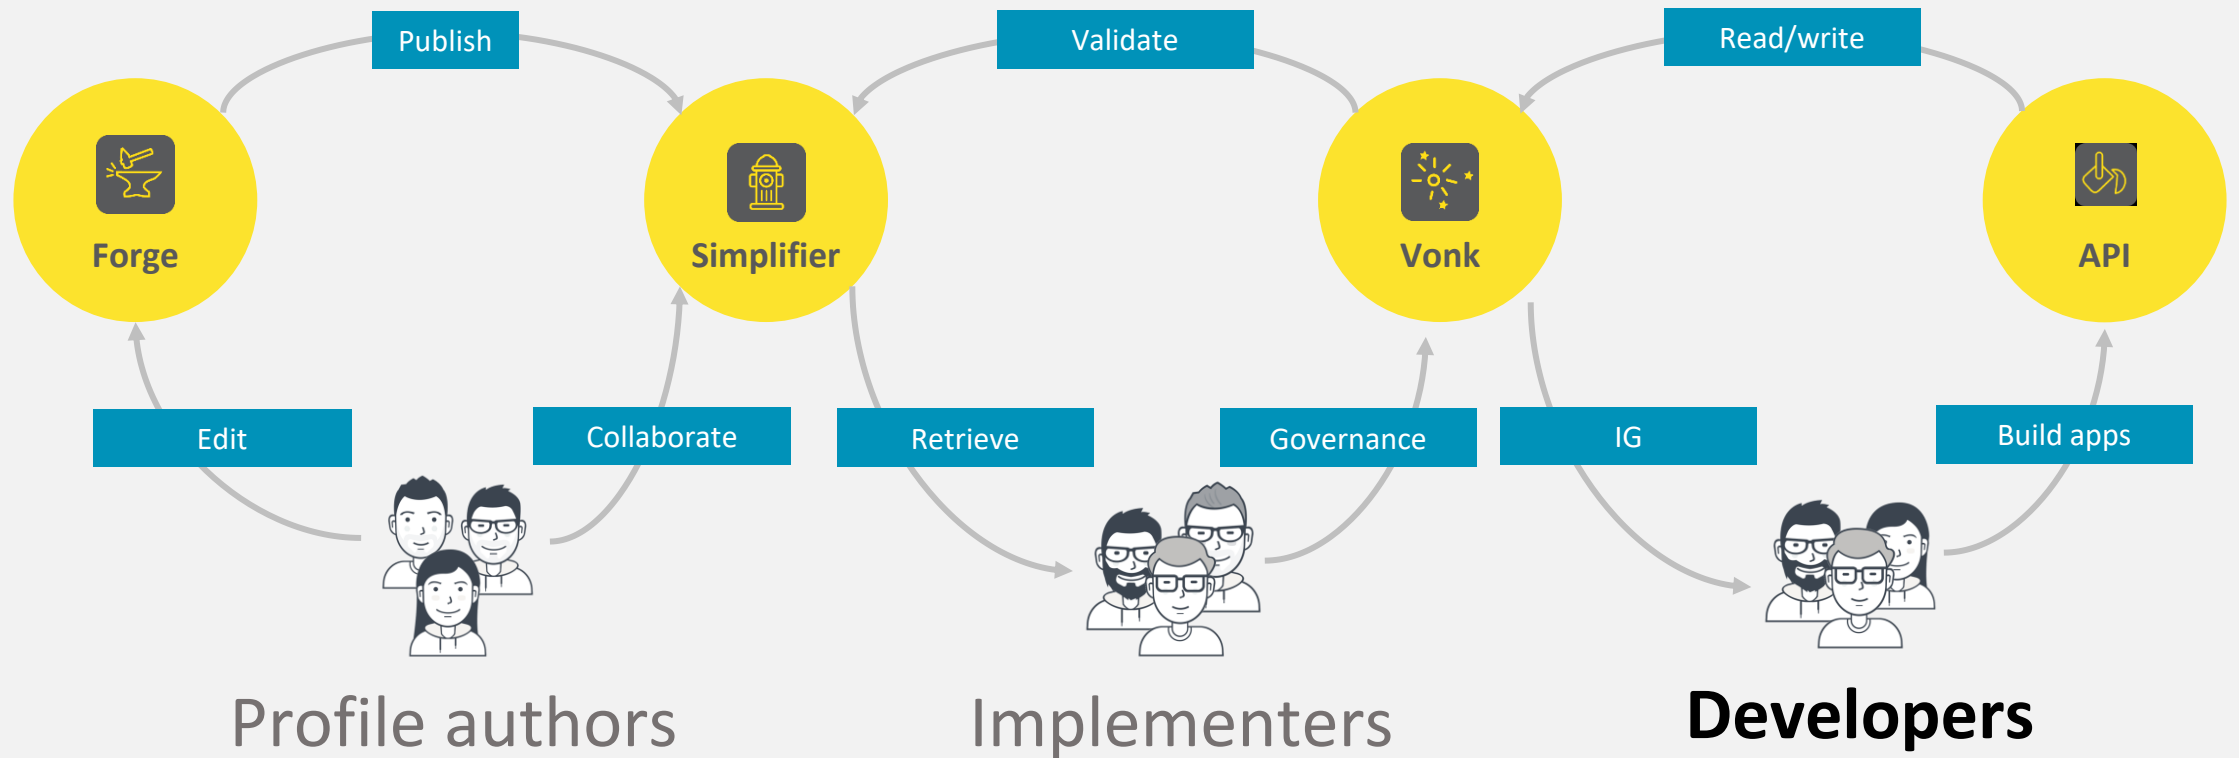 Publish
Validate
Read/write
Forge
Simplifier
Vonk
API
Edit
Collaborate
Retrieve
Governance
IG
Build apps
Profile authors
Implementers
Developers